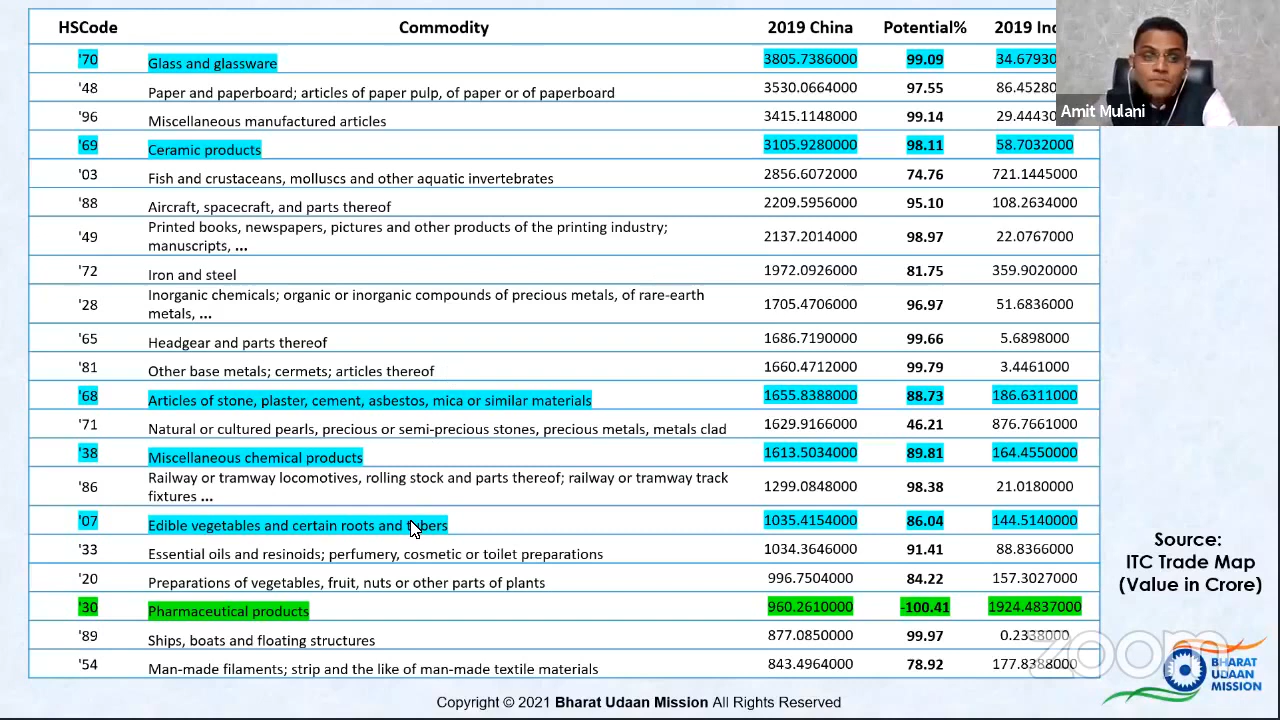 HSCode Commodity 2019 China Potential% 2019
'70 Glass and glassware 3805.7386000 99.09
'48 Paper and paperboard; articles of paper pulp, of paper or of paperboard 3530.0664000 97.55
'96 Miscellaneous manufactured articles 3415.1148000 99.14
Amit Mulani
'69 Ceramic products 3105.9280000 98.11 58.7032000
'03 Fish and crustaceans, molluscs and other aquatic invertebrates 2856.6072000 74.76 721.1445000
'88 Aircraft, spacecraft, and parts thereof 2209.5956000 95.10 108.2634000
'49 Printed books, newspapers, pictures and other products of the printing industry; 2137.2014000 98.97 22.0767000
manuscripts, ...
'72 Iron and steel 1972.0926000 81.75 359.9020000
'28 Inorganic chemicals; organic or inorganic compounds of precious metals, of rare-earth 1705.4706000 96.97 51.6836000
metals, ...
'65 Headgear and parts thereof 1686.7190000 99.66 5.6898000
'81 Other base metals; cermets; articles thereof 1660.4712000 99.79 3.4461000
'68 Articles of stone, plaster, cement, asbestos, mica or similar materials 1655.8388000 88.73 186.6311000
'71 Natural or cultured pearls, precious or semi-precious stones, precious metals, metals clad 1629.9166000 46.21 876.7661000
'38 Miscellaneous chemical products 1613.5034000 89.81 164.4550000
'86 Railway or tramway locomotives, rolling stock and parts thereof; railway or tramway track 1299.0848000 98.38 21.0180000
fixtures ...
'07 Edible vegetables and certain roots and tubers 1035.4154000 86.04 144.5140000
'33 Essential oils and resinoids; perfumery, cosmetic or toilet preparations 1034.3646000 91.41 88.8366000
'20 Preparations of vegetables, fruit, nuts or other parts of plants 996.7504000 84.22 157.3027000
'30 Pharmaceutical products 960.2610000 -100.41 1924.4837000
'89 Ships, boats and floating structures 877.0850000 99.97 0.2338000
'54 Man-made filaments; strip and the like of man-made textile materials 843.4964000 78.92 177.8388000
Source:
ITC Trade Map
(Value in Crore)
zoom
BHARAT
UDAAN
MISSION
Copyright © 2021 Bharat Udaan Mission All Rights Reserved